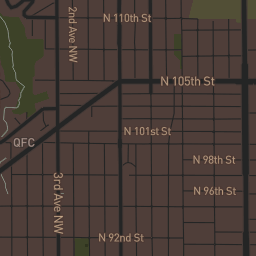 N 110th St
2nd Ave NW
N 105th St
N 101st St
QFC
N 98th St
3rd Ave NW
N 96th St
N 92nd St